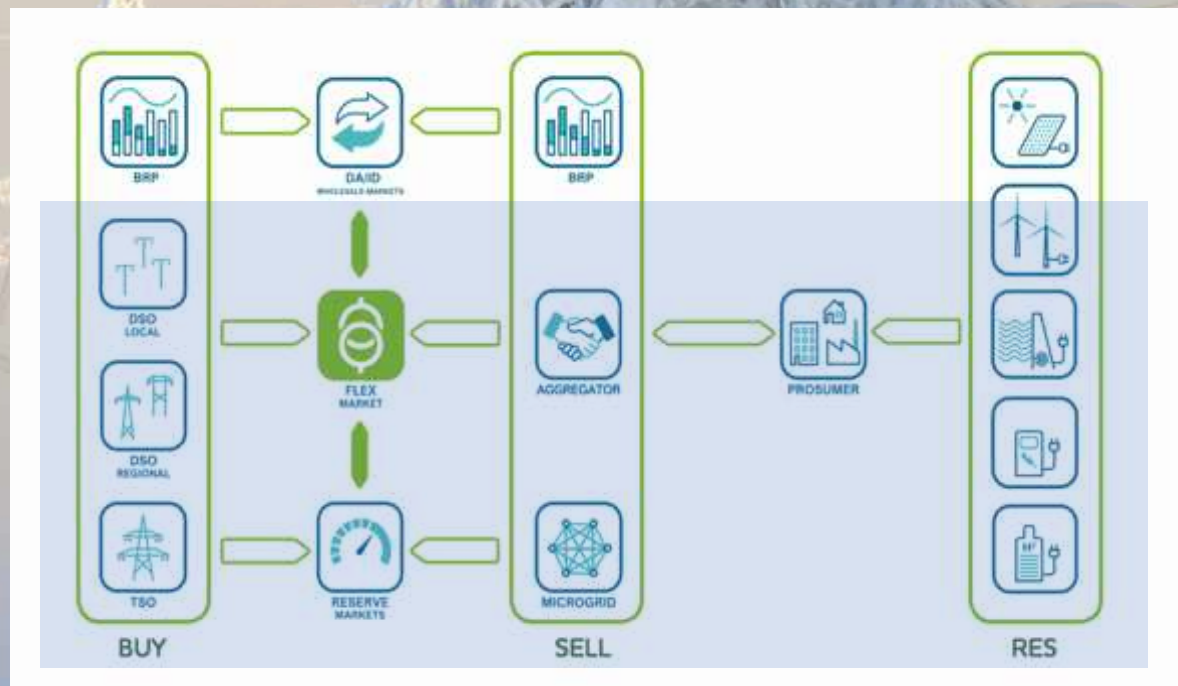 BRP
DA/ID
WHOLESALE MARKETS
BRP
DSO
LOCAL
FLEX
MARKET
AGGREGATOR
PROSUMER
DSO
REGIONAL
H²
TSO
RESERVE
MARKETS
MICROGRID
BUY
SELL
RES